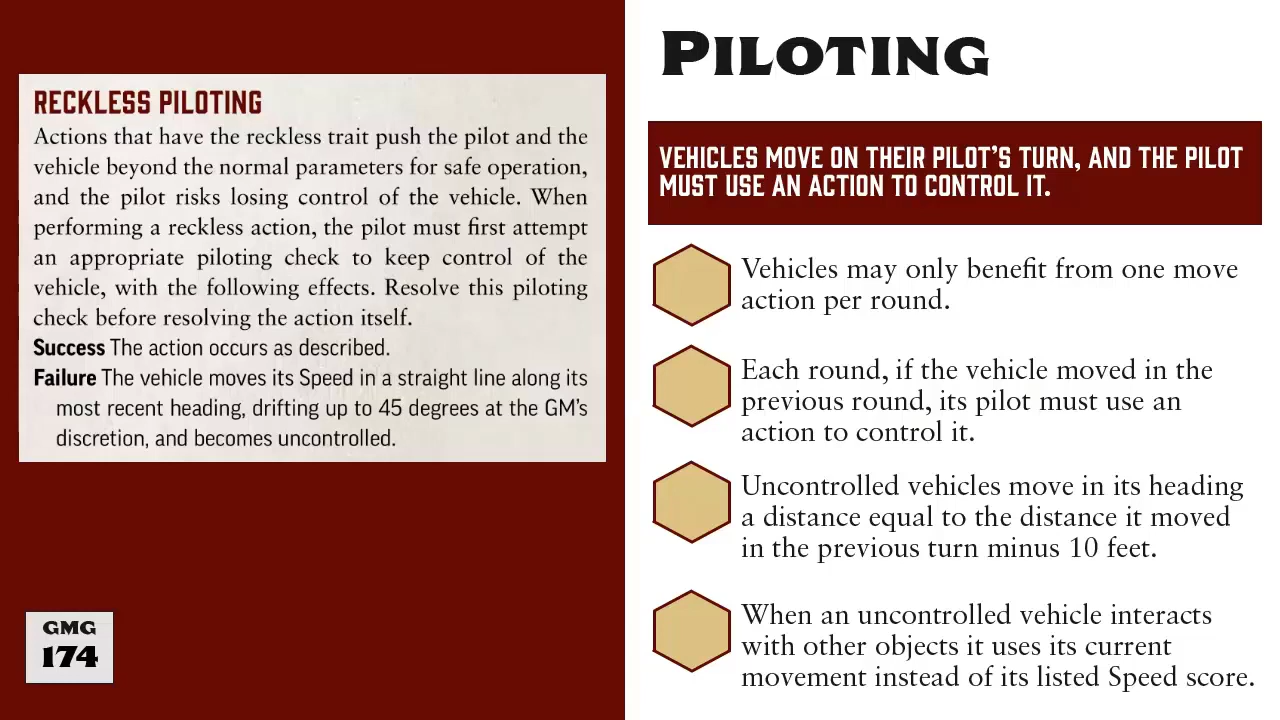 RECKLESS PILOTING
Actions that have the reckless trait push the pilot and the
vehicle beyond the normal parameters for safe operation,
and the pilot risks losing control of the vehicle. When
performing a reckless action, the pilot must first attempt
an appropriate piloting check to keep control of the
vehicle, with the following effects. Resolve this piloting
check before resolving the action itself.
Success The action occurs as described.
Failure The vehicle moves its Speed in a straight line along its
most recent heading, drifting up to 45 degrees at the GM's
discretion, and becomes uncontrolled.
GMG
174
PILOTING
VEHICLES MOVE ON THEIR PILOT'S TURN, AND THE PILOT
MUST USE AN ACTION TO CONTROL IT.
Vehicles may only benefit from one move
action per round.
Each round, if the vehicle moved in the
previous round, its pilot must use an
action to control it.
Uncontrolled vehicles move in its heading
a distance equal to the distance it moved
in the previous turn minus 10 feet.
When an uncontrolled vehicle interacts
with other objects it uses its current
movement instead of its listed Speed score.